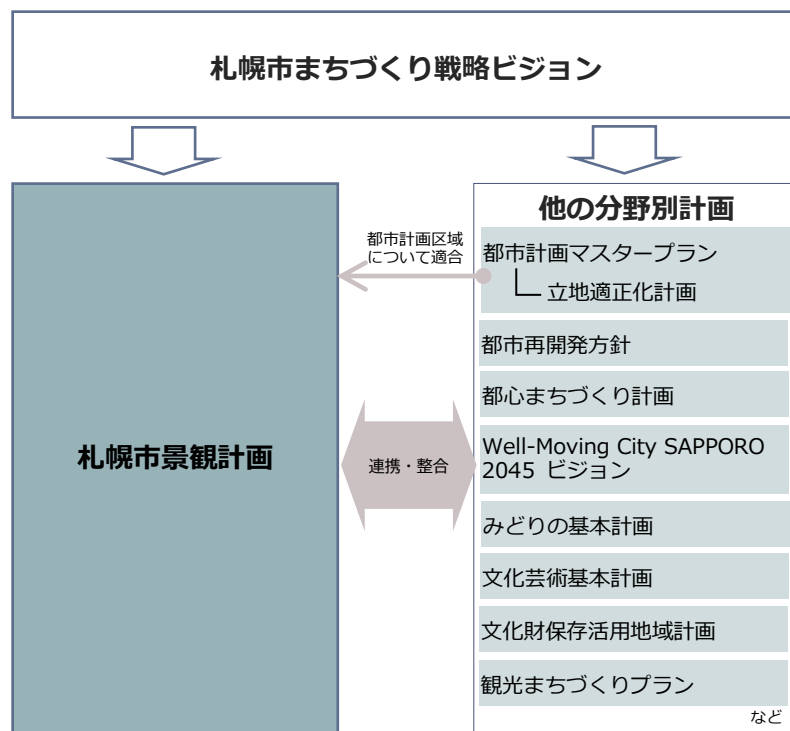 札幌市まちづくり戦略ビジョン
他の分野別計画
都市計画区域
について適合
都市計画マスタープラン
立地適正化計画
都市再開発方針
都心まちづくり計画
札幌市景観計画
連携・整合
Well-Moving City SAPPORO
2045 ビジョン
みどりの基本計画
文化芸術基本計画
文化財保存活用地域計画
観光まちづくりプラン
など